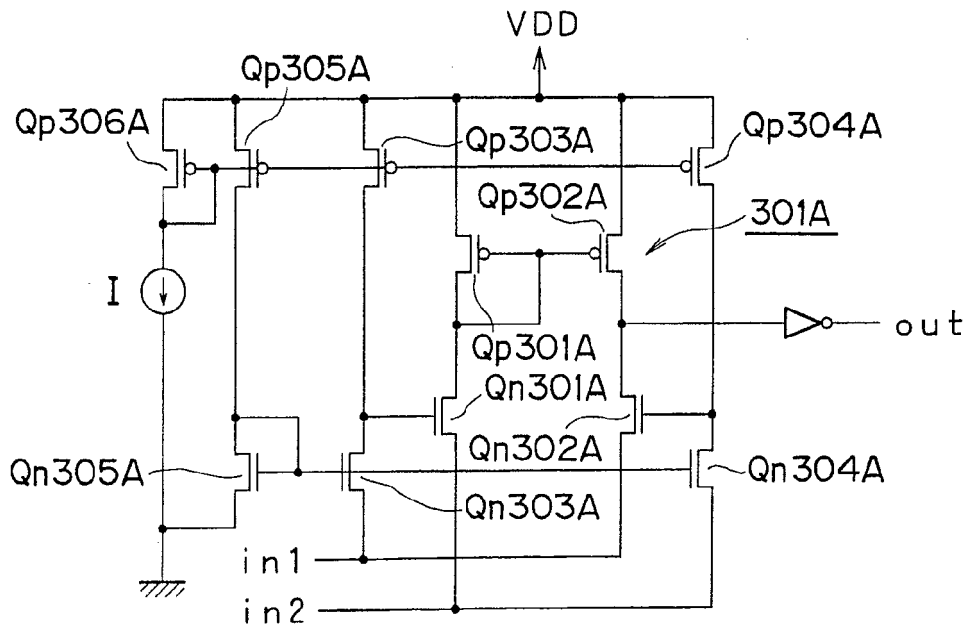 VDD
Qp305A
Qp306A
Qp303A
Qp304A
Qp302A
301A
I
out
Qp301A
Qn301A
Qn302A
Qn305A
Qn304A
Qn303A
in1
in2